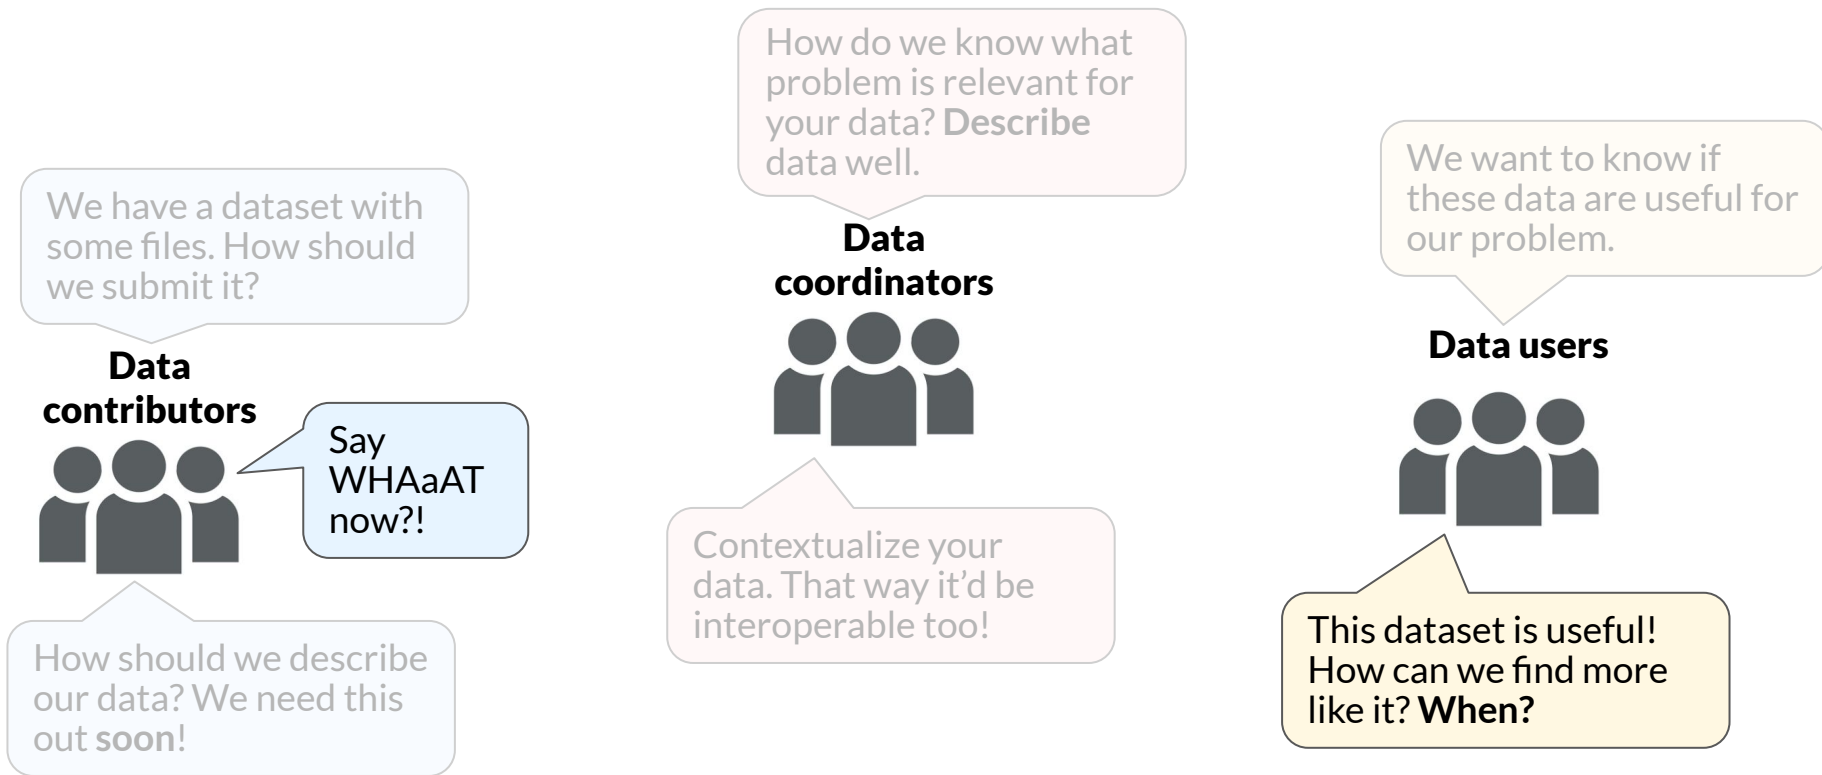 We have a dataset with
some files. How should
we submit it?
Data
contributors
Say
WHAaAT
now?!
How should we describe
our data? We need this
out soon!
How do we know what
problem is relevant for
your data? Describe
data well.
Data
coordinators
Contextualize your
data. That way it’d be
interoperable too!
We want to know if
these data are useful for
our problem.
Data users
This dataset is useful!
How can we find more
like it? When?